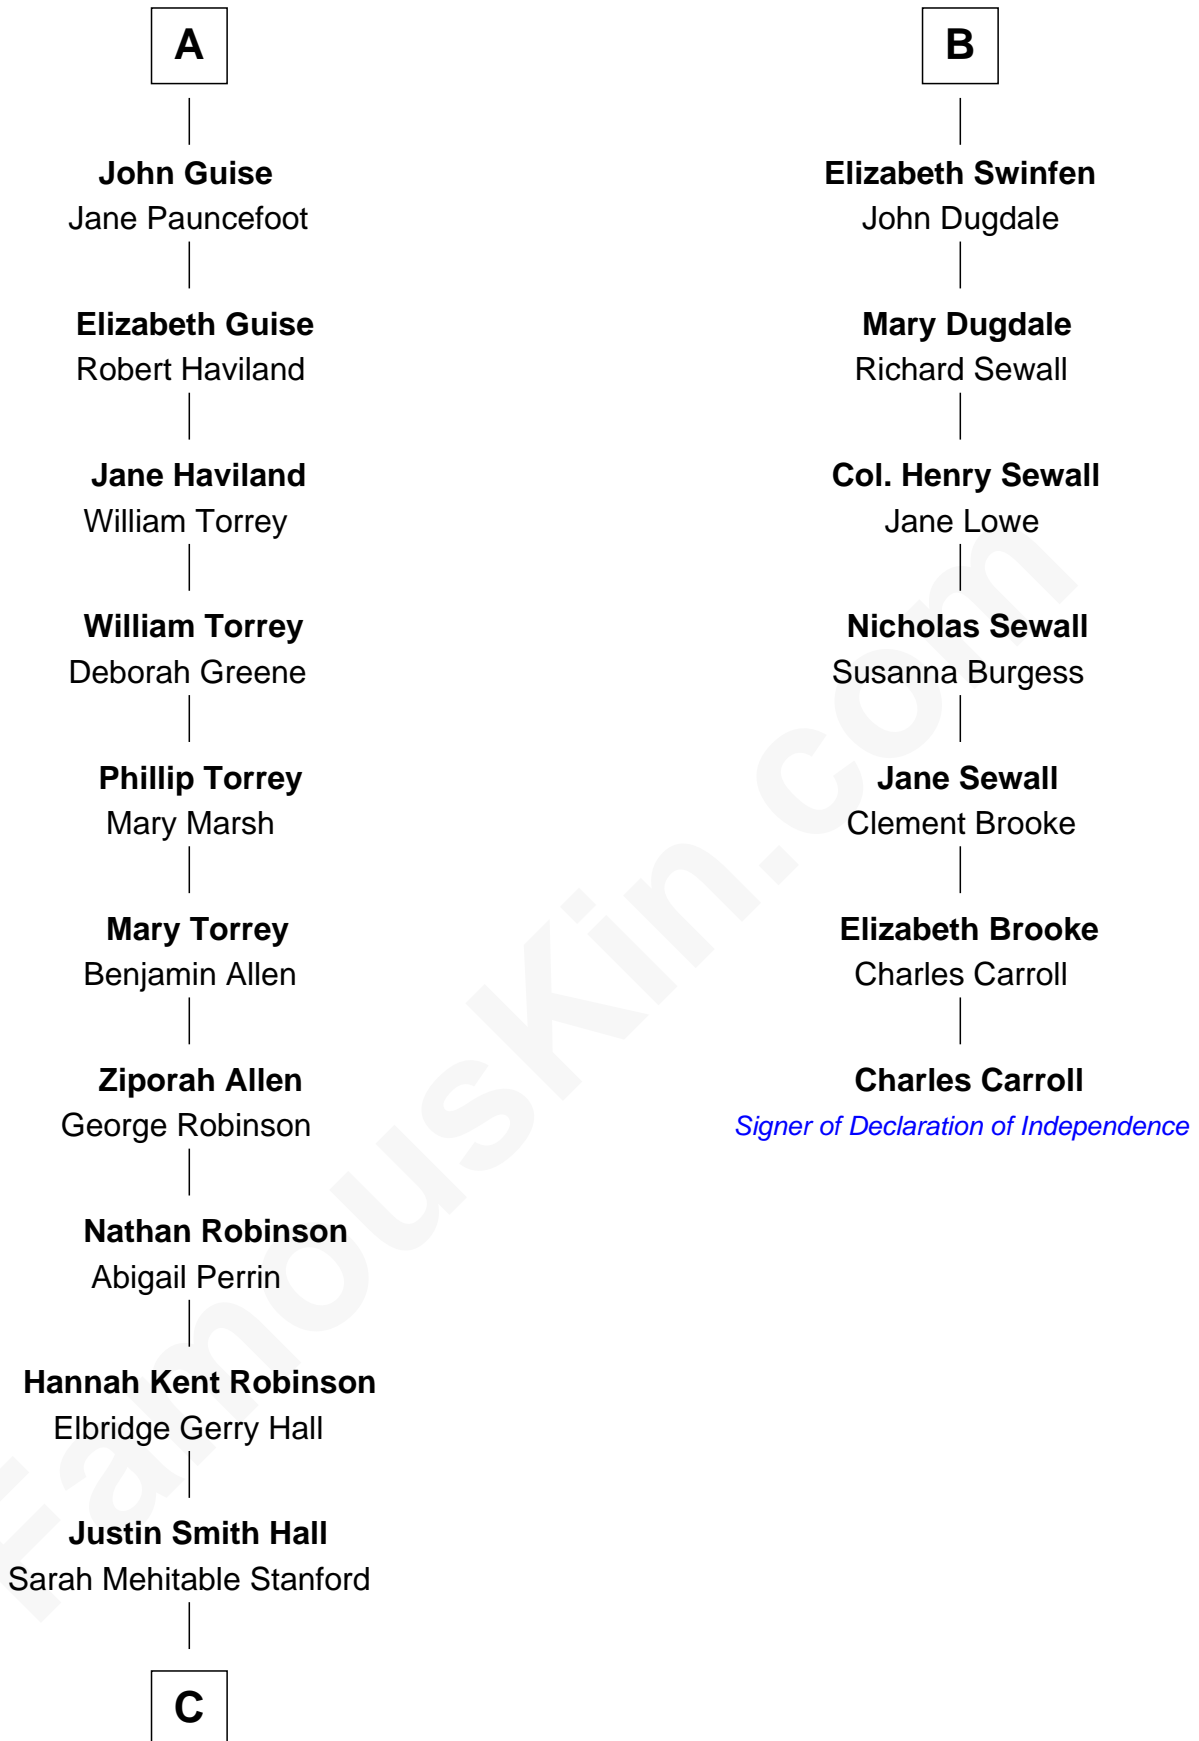 A
John Guise
Jane Pauncefoot
Elizabeth Guise
Robert Haviland
Jane Haviland
William Torrey
William Torrey
Deborah Greene
Phillip Torrey
Mary Marsh
Mary Torrey
Benjamin Allen
Ziporah Allen
George Robinson
Nathan Robinson
Abigail Perrin
Hannah Kent Robinson
Elbridge Gerry Hall
Justin Smith Hall
Sarah Mehitable Stanford
C
B
Elizabeth Swinfen
John Dugdale
Mary Dugdale
Richard Sewall
Col. Henry Sewall
Jane Lowe
Nicholas Sewall
Susanna Burgess
Jane Sewall
Clement Brooke
Elizabeth Brooke
Charles Carroll
Charles Carroll
Signer of Declaration of Independence
FamousKin.com